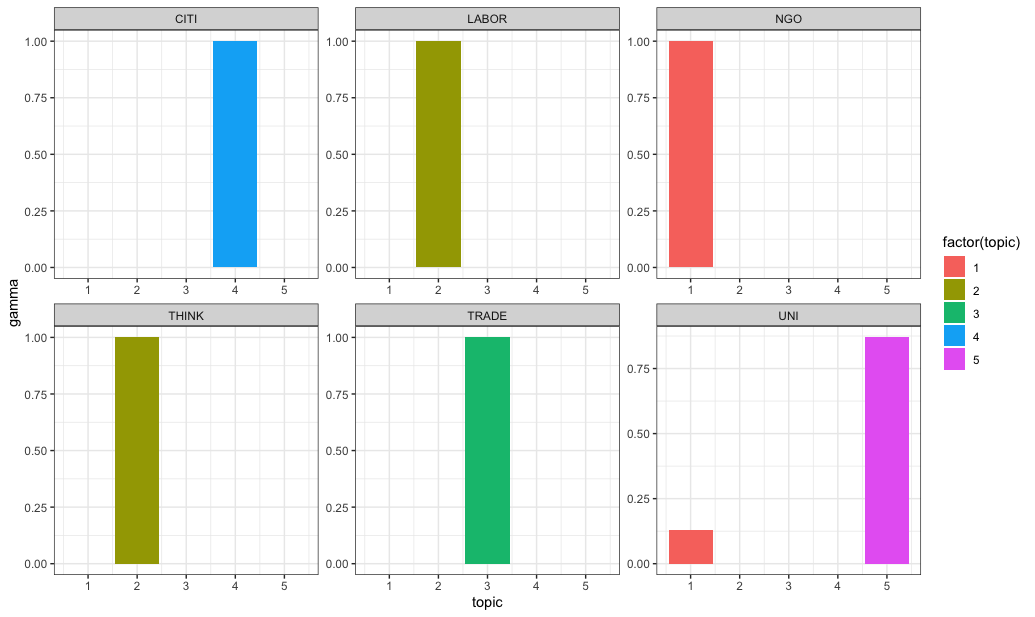 CITI LABOR NGO
1.00 1.00 1.00
0.75 0.75 0.75
0.50 0.50 0.50
0.25 0.25 0.25
0.00 0.00 0.00
1 2 3 4 5 1 2 3 4 5 1 2 3 4 5
THINK TRADE UNI
1.00 1.00
0.75 0.75 0.75
0.50 0.50 0.50
0.25 0.25 0.25
0.00 0.00 0.00
1 2 3 4 5 1 2 3 4 5 1 2 3 4 5
topic
gamma
factor(topic)
1
2
3
4
5